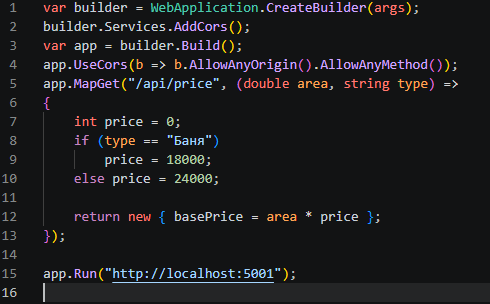 1 var builder = WebApplication.CreateBuilder(args);
2 builder.Services.AddCors();
3 var app = builder.Build();
4 app.UseCors(b => b.AllowAnyOrigin().AllowAnyMethod());
5 app.MapGet("/api/price", (double area, string type) =>
6 {
7     int price = 0;
8     if (type == "Баня")
9         price = 18000;
10     else price = 24000;
11
12     return new { basePrice = area * price };
13 });
14
15 app.Run("http://localhost:5001");
16